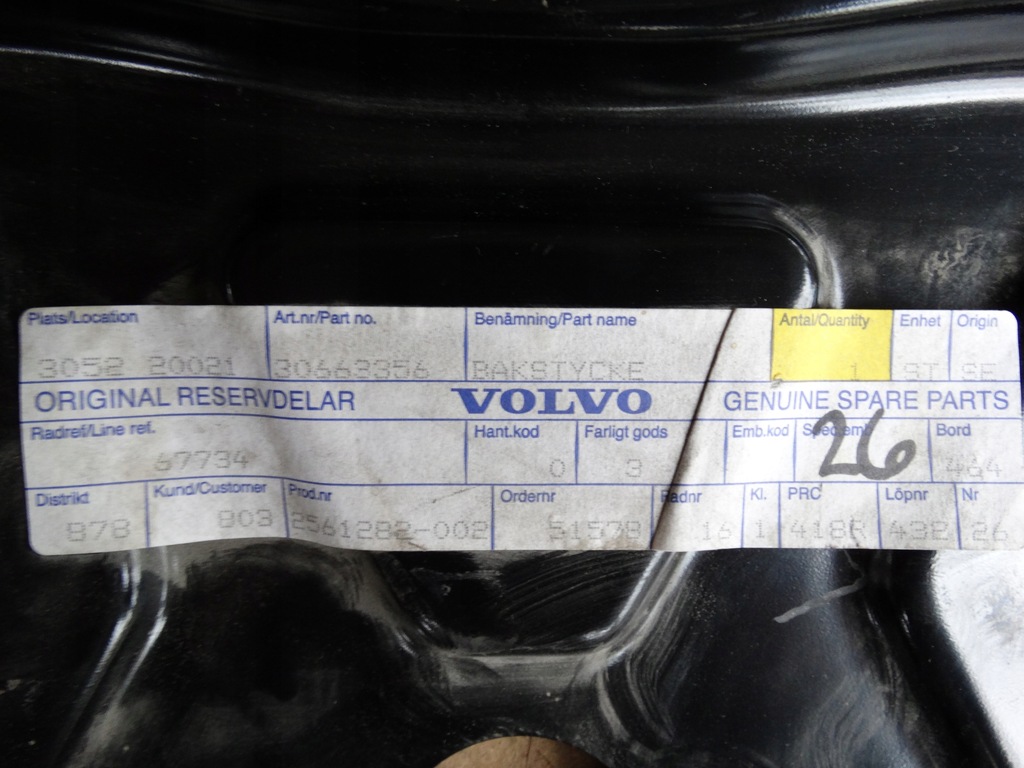 Plats/Location Art.nr/Part no. Benämning/Part name Antal/Quantity Enhet Origin
3052 20021 30663356 BAKSTYCKE 1 ST SE
ORIGINAL RESERVDELAR VOLVO GENUINE SPARE PARTS
Radref/Line ref. Hant.kod Farligt gods Emb.kod Spec.emb 26 Bord
67734 0 3 464
Distrikt Kund/Customer Prod.nr Ordernr Radnr Kl. PRC Löpnr Nr
878 803 2561282-002 51578 16 1 418R 432 26